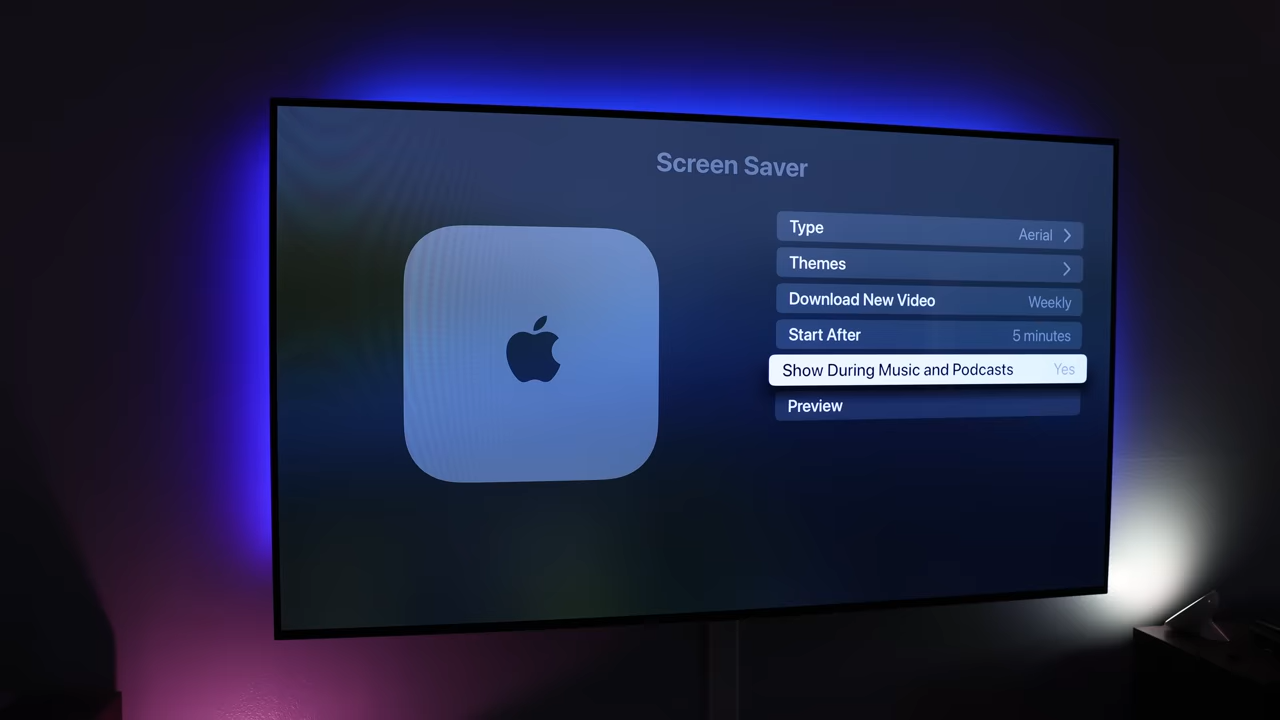 Screen Saver
Type Aerial
Themes
Download New Video Weekly
Start After 5 minutes
Show During Music and Podcasts Yes
Preview